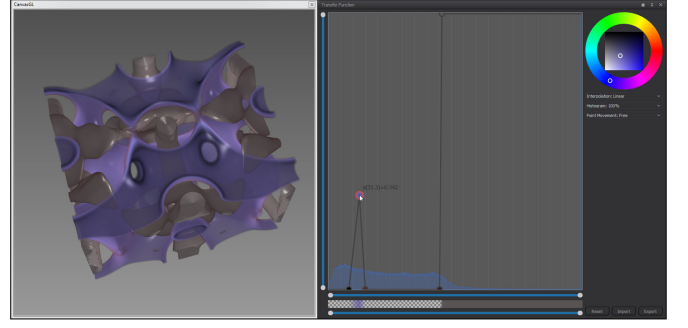 CanvasGL
Transfer Function
Interpolation: Linear
Histogram: 100%
Point Movement: Free
Reset
Import
Export